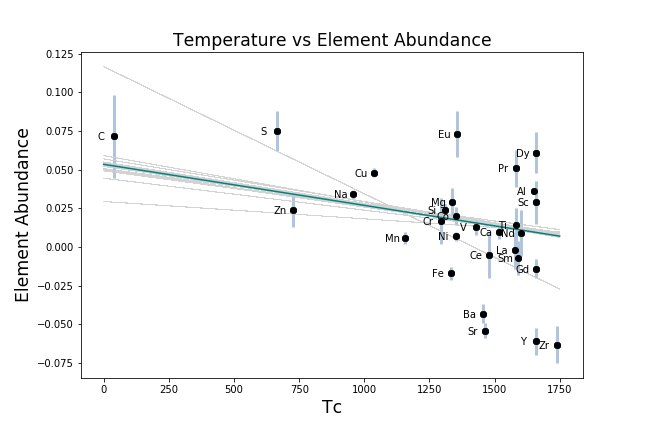 Temperature vs Element Abundance
Element Abundance
0.125
0.100
0.075
0.050
0.025
0.000
−0.025
−0.050
−0.075
C
S
Eu
Dy
Pr
Cu
Al
Na
Mg
Sc
Zn
Si
Cr
V
Ti
Mn
Ni
Ca
Nd
La
Ce
Sm
Fe
Gd
Ba
Sr
Y
Zr
0
250
500
750
1000
1250
1500
1750
Tc